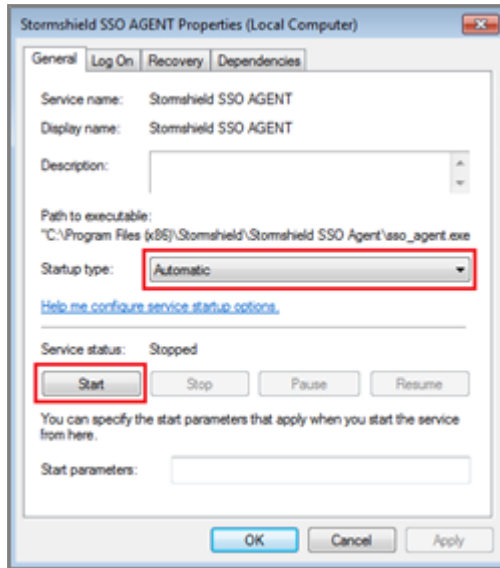 Stormshield SSO AGENT Properties (Local Computer)
General Log On Recovery Dependencies
Service name: Stormshield SSO AGENT
Display name: Stormshield SSO AGENT
Description:
Path to executable:
"C:\Program Files (x86)\Stormshield\Stormshield SSO Agent\sso_agent.exe
Startup type: Automatic
Help me configure service startup options.
Service status: Stopped
Start Stop Pause Resume
You can specify the start parameters that apply when you start the service
from here.
Start parameters:
OK Cancel Apply